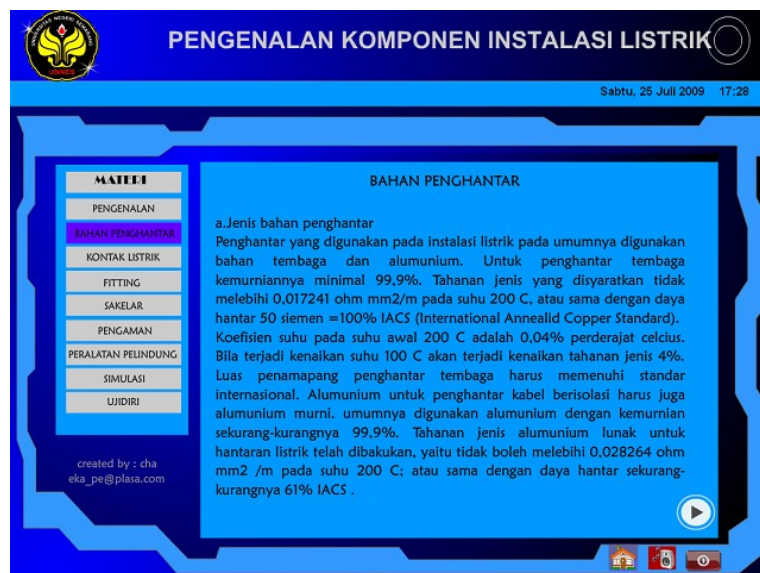 UNIVERSITAS NEGERI SEMARANG
UNNES
PENGENALAN KOMPONEN INSTALASI LISTRIK
Sabtu, 25 Juli 2009 17:28
MATERI
PENGENALAN
BAHAN PENGHANTAR
KONTAK LISTRIK
FITTING
SAKELAR
PENGAMAN
PERALATAN PELINDUNG
SIMULASI
UJIDIRI
created by : cha
eka_pe@plasa.com
BAHAN PENGHANTAR
a.Jenis bahan penghantar
Penghantar yang digunakan pada instalasi listrik pada umumnya digunakan
bahan tembaga dan alumunium. Untuk penghantar tembaga
kemurniannya minimal 99,9%. Tahanan jenis yang disyaratkan tidak
melebihi 0,017241 ohm mm2/m pada suhu 200 C, atau sama dengan daya
hantar 50 siemen =100% IACS (International Annealid Copper Standard).
Koefisien suhu pada suhu awal 200 C adalah 0,04% perderajat celcius.
Bila terjadi kenaikan suhu 100 C akan terjadi kenaikan tahanan jenis 4%.
Luas penamapang penghantar tembaga harus memenuhi standar
internasional. Alumunium untuk penghantar kabel berisolasi harus juga
alumunium murni. umumnya digunakan alumunium dengan kemurnian
sekurang-kurangnya 99,9%. Tahanan jenis alumunium lunak untuk
hantaran listrik telah dibakukan, yaitu tidak boleh melebihi 0,028264 ohm
mm2 /m pada suhu 200 C; atau sama dengan daya hantar sekurang-
kurangnya 61% IACS .